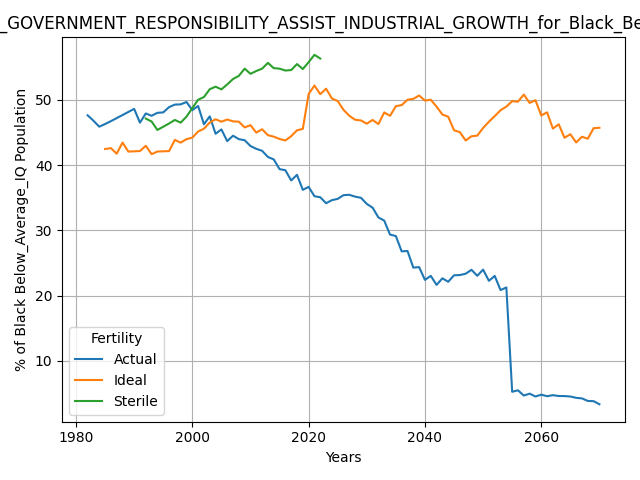 _GOVERNMENT_RESPONSIBILITY_ASSIST_INDUSTRIAL_GROWTH_for_Black_Be
% of Black Below_Average_IQ Population
50
40
30
20
10
Fertility
Actual
Ideal
Sterile
1980
2000
2020
2040
2060
Years